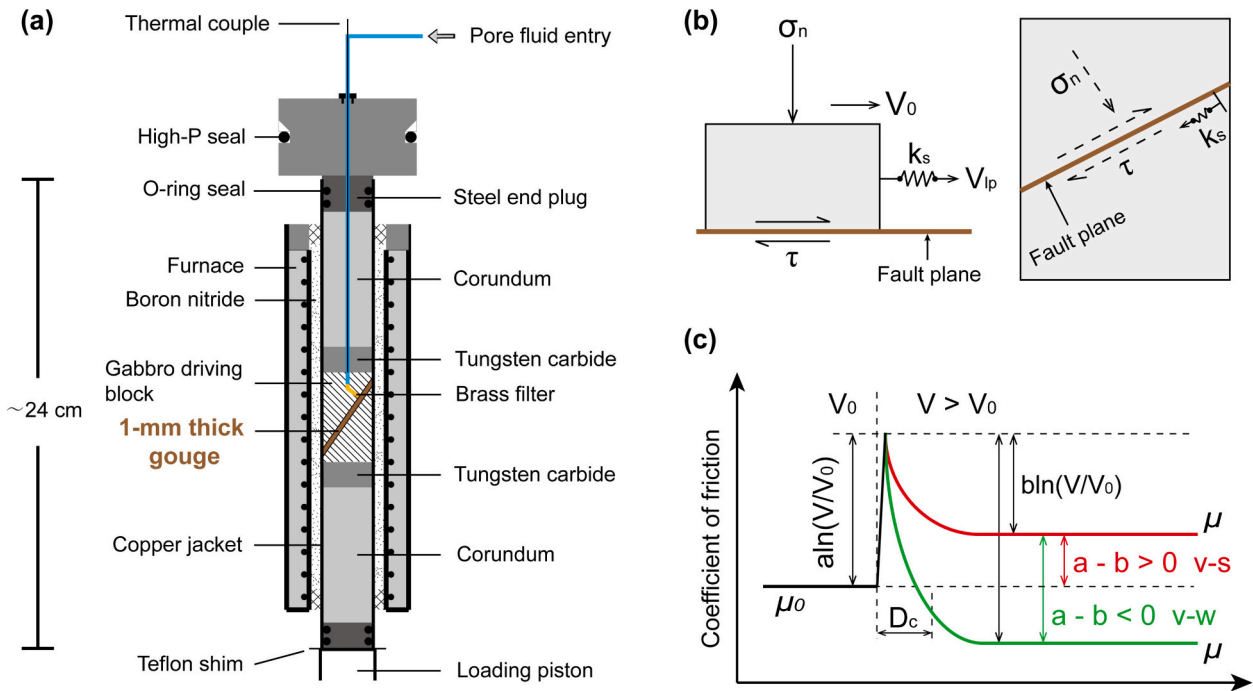 (a)
Thermal couple
Pore fluid entry
High-P seal
O-ring seal
Steel end plug
Furnace
Boron nitride
Corundum
Gabbro driving
block
Tungsten carbide
Brass filter
1-mm thick
gouge
~24 cm
Tungsten carbide
Copper jacket
Corundum
Teflon shim
Loading piston
(b)
σn
V0
ks
Vlp
τ
Fault plane
σn
ks
τ
Fault plane
(c)
Coefficient of friction
V0
V > V0
aln(V/V0)
bln(V/V0)
μ
a - b > 0 v-s
μ0
Dc
a - b < 0 v-w
μ